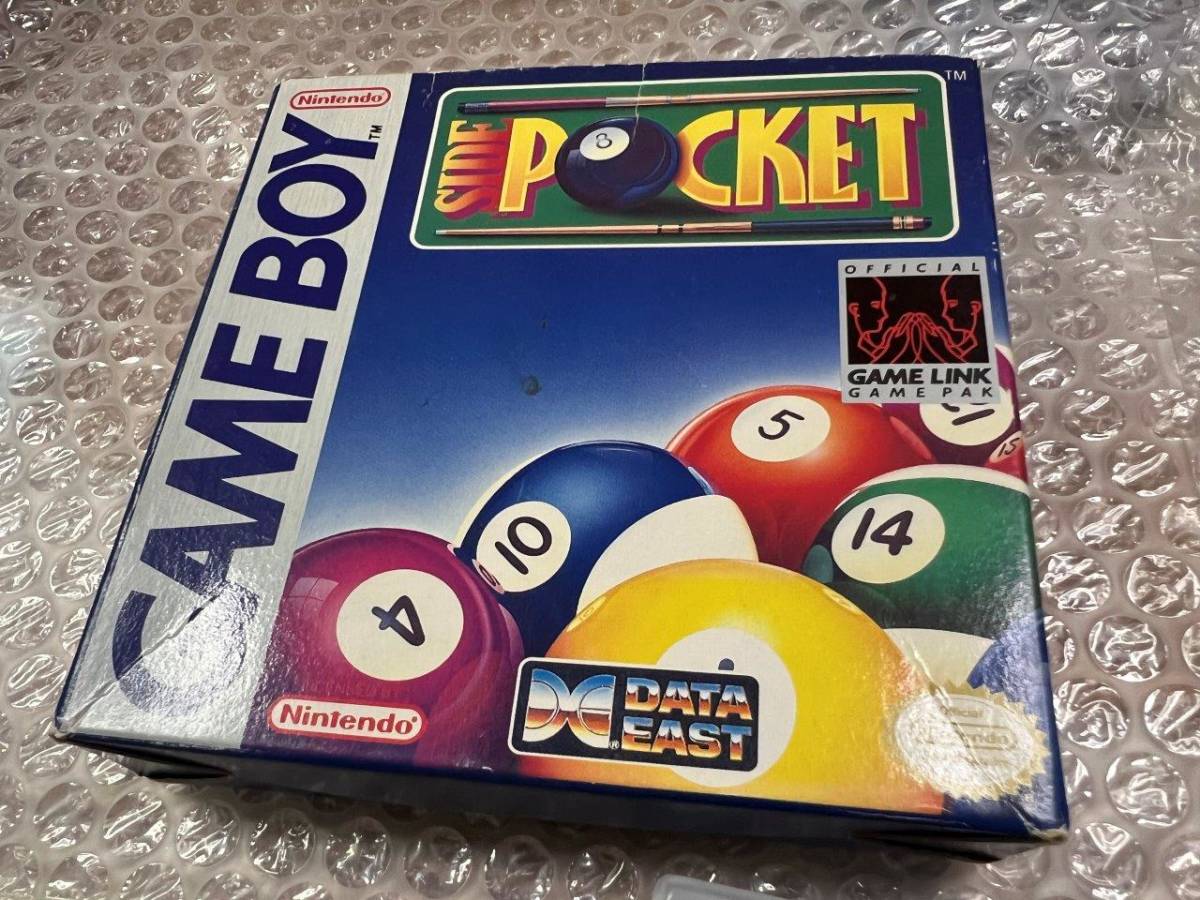 Nintendo
GAME BOY
TM
SIDE
POCKET
8
TM
OFFICIAL
GAME LINK
GAME PAK
5
15
14
10
4
Nintendo
DATA
EAST